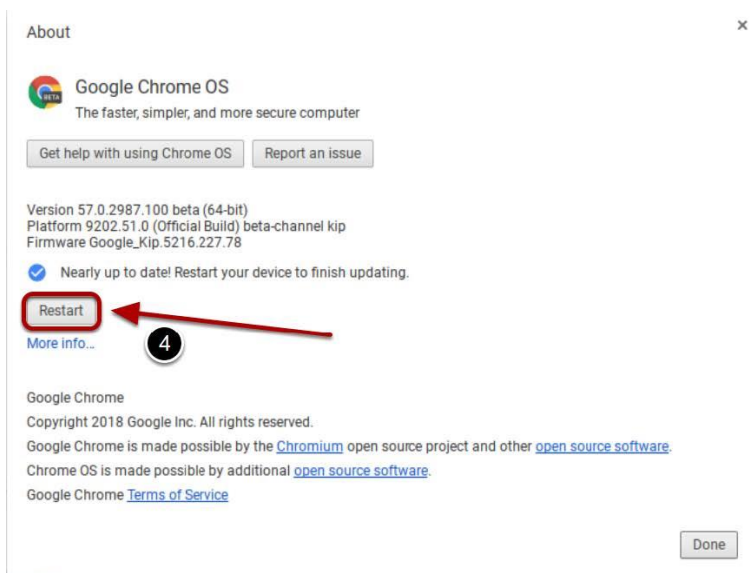 About
×
BETA
Google Chrome OS
The faster, simpler, and more secure computer
Get help with using Chrome OS
Report an issue
Version 57.0.2987.100 beta (64-bit)
Platform 9202.51.0 (Official Build) beta-channel kip
Firmware Google_Kip.5216.227.78
Nearly up to date! Restart your device to finish updating.
Restart
More info...
4
Google Chrome
Copyright 2018 Google Inc. All rights reserved.
Google Chrome is made possible by the Chromium open source project and other open source software.
Chrome OS is made possible by additional open source software.
Google Chrome Terms of Service
Done